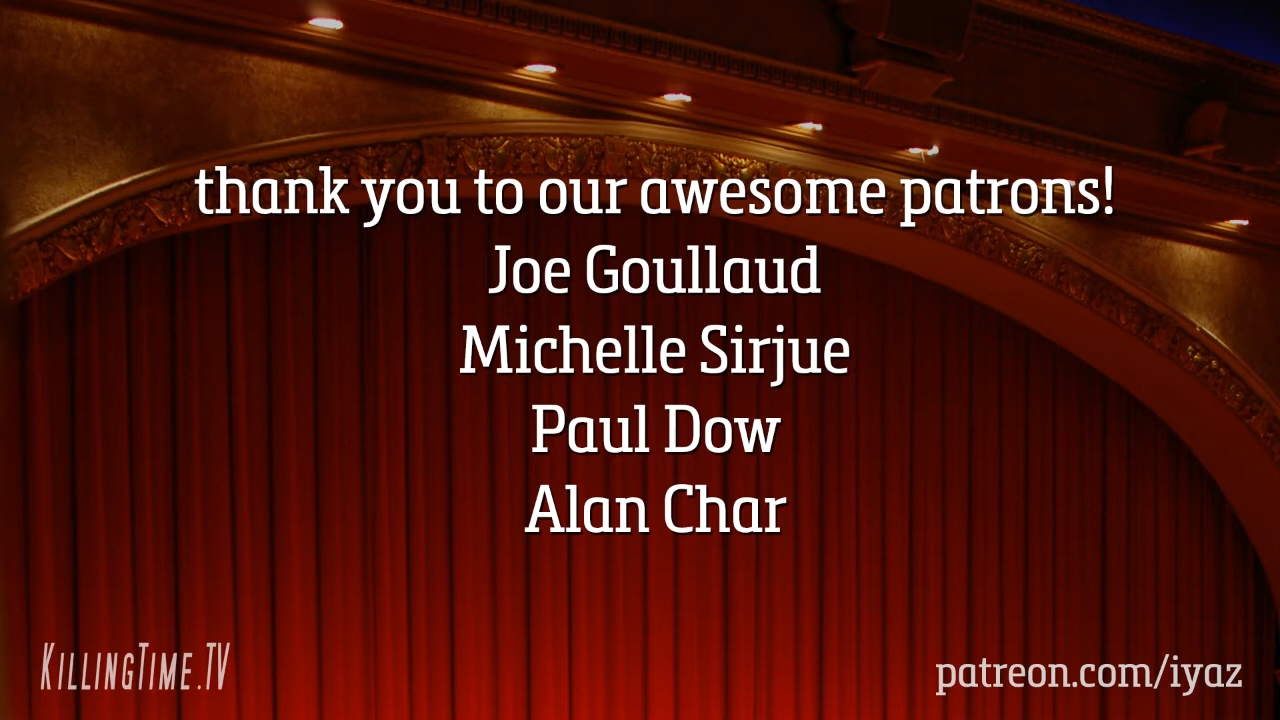 thank you to our awesome patrons!
Joe Goullaud
Michelle Sirjue
Paul Dow
Alan Char
KillingTime.TV
patreon.com/iyaz